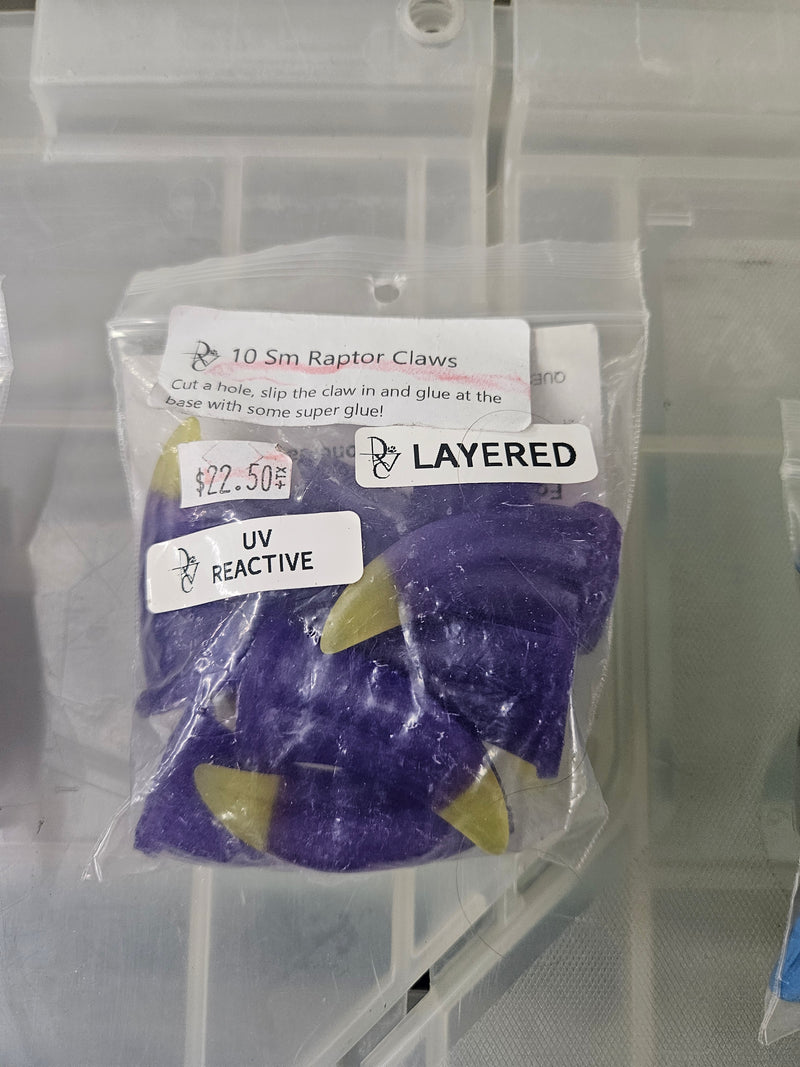 10 Sm Raptor Claws
Cut a hole, slip the claw in and glue at the
base with some super glue!
LAYERED
$22.50 +TX
UV
REACTIVE